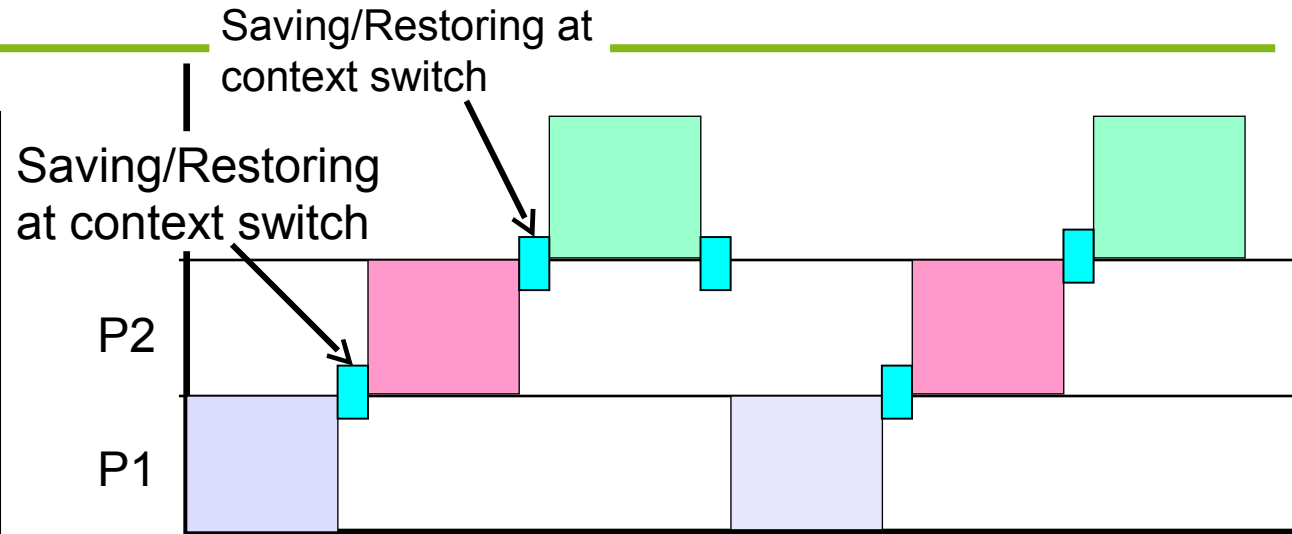 Saving/Restoring at
context switch
Saving/Restoring
at context switch
P2
P1